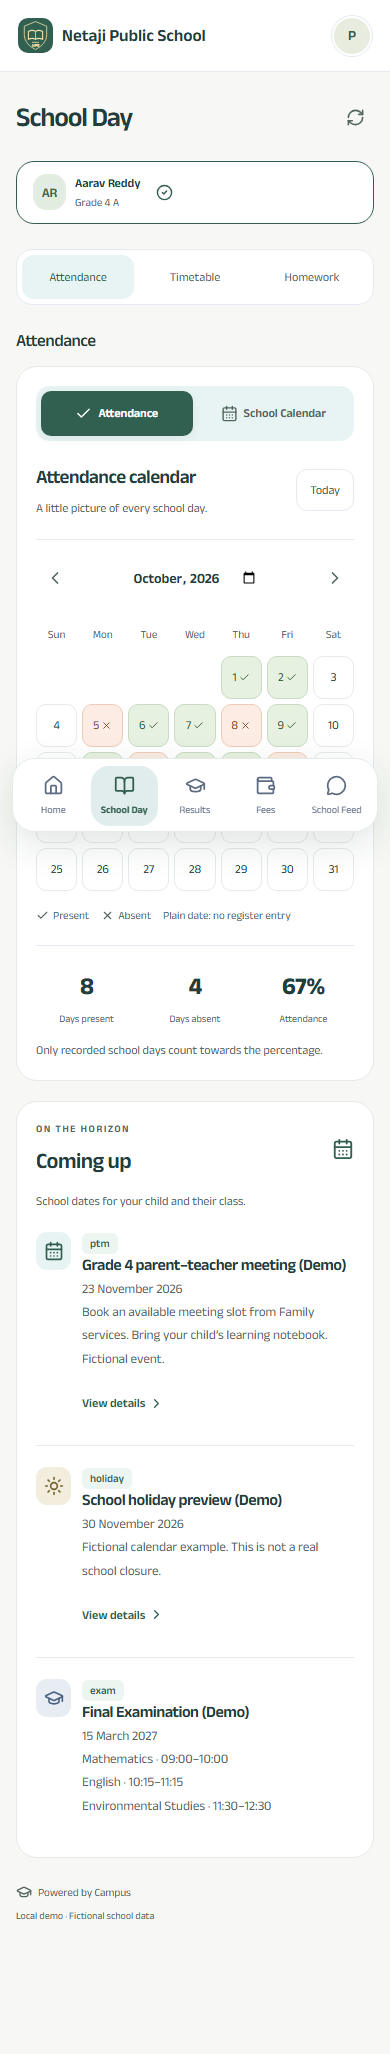 Netaji Public School
P
School Day
AR
Aarav Reddy
Grade 4 A
Attendance Timetable Homework
Attendance
Attendance School Calendar
Attendance calendar
A little picture of every school day.
Today
October, 2026
Sun Mon Tue Wed Thu Fri Sat
1 ✓ 2 ✓ 3
4 5 × 6 ✓ 7 ✓ 8 × 9 ✓ 10
Home School Day Results Fees School Feed
25 26 27 28 29 30 31
✓ Present × Absent Plain date: no register entry
8 4 67%
Days present Days absent Attendance
Only recorded school days count towards the percentage.
ON THE HORIZON
Coming up
School dates for your child and their class.
ptm
Grade 4 parent–teacher meeting (Demo)
23 November 2026
Book an available meeting slot from Family
services. Bring your child's learning notebook.
Fictional event.
View details
holiday
School holiday preview (Demo)
30 November 2026
Fictional calendar example. This is not a real
school closure.
View details
exam
Final Examination (Demo)
15 March 2027
Mathematics · 09:00–10:00
English · 10:15–11:15
Environmental Studies · 11:30–12:30
Powered by Campus
Local demo · Fictional school data